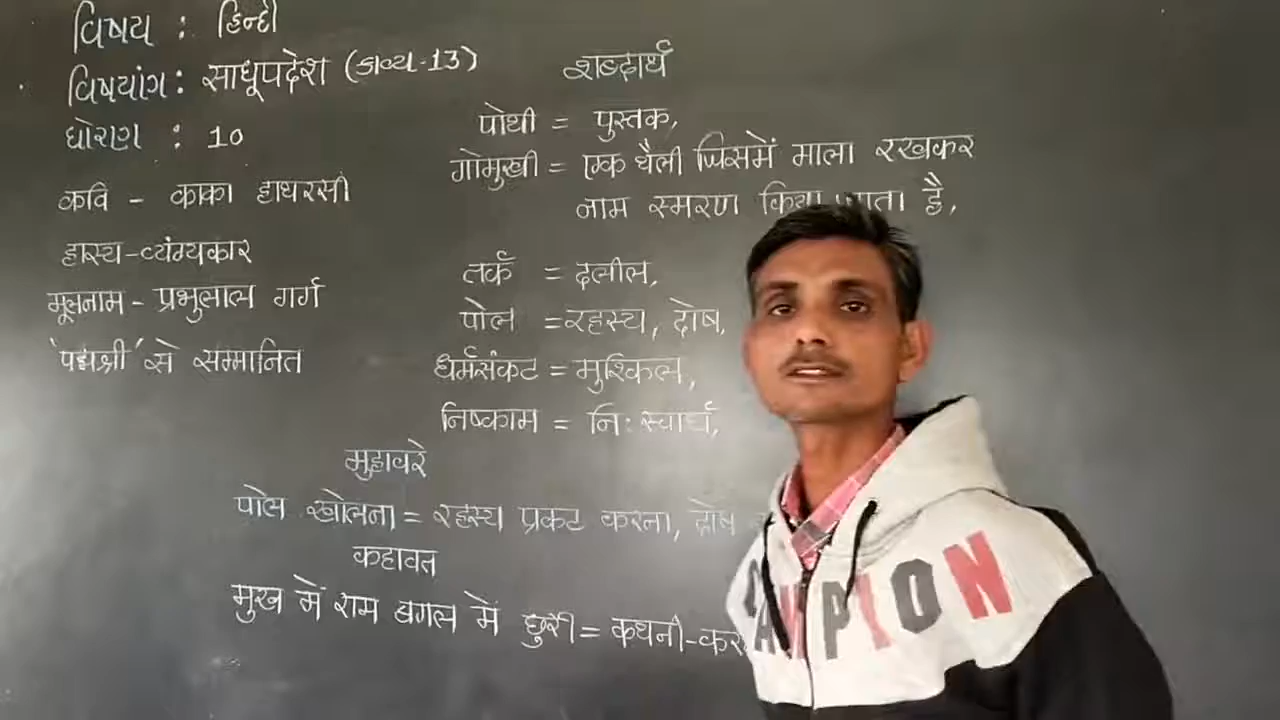 विषय : हिन्दी
विषयांग : साधूपदेश (काव्य-13)
धोरण : 10
कवि - काका हाथरसी
हास्य-व्यंग्यकार
मूलनाम - प्रभुलाल गर्ग
'पद्मश्री' से सम्मानित
शब्दार्थ
पोथी = पुस्तक,
गोमुखी = एक थैली जिसमें माला रखकर
नाम स्मरण किया जाता है,
तर्क = दलील,
पोल = रहस्य, दोष,
धर्मसंकट = मुश्किल,
निष्काम = नि:स्वार्थ,
मुहावरे
पोल खोलना = रहस्य प्रकट करना, दोष
कहावत
मुख में राम बगल में छुरी = कथनी-कर
CAMPION